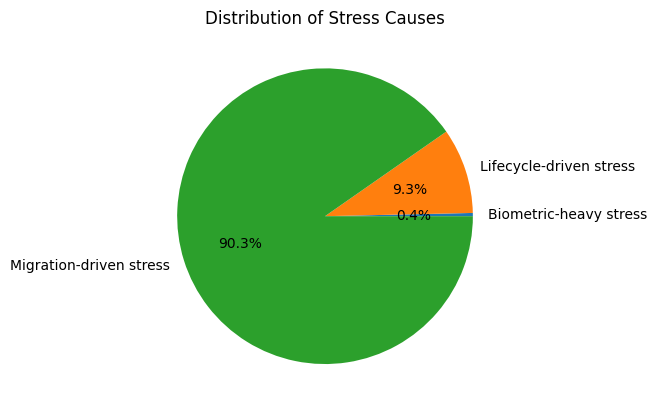 Distribution of Stress Causes
Lifecycle-driven stress
9.3%
0.4%
Biometric-heavy stress
90.3%
Migration-driven stress